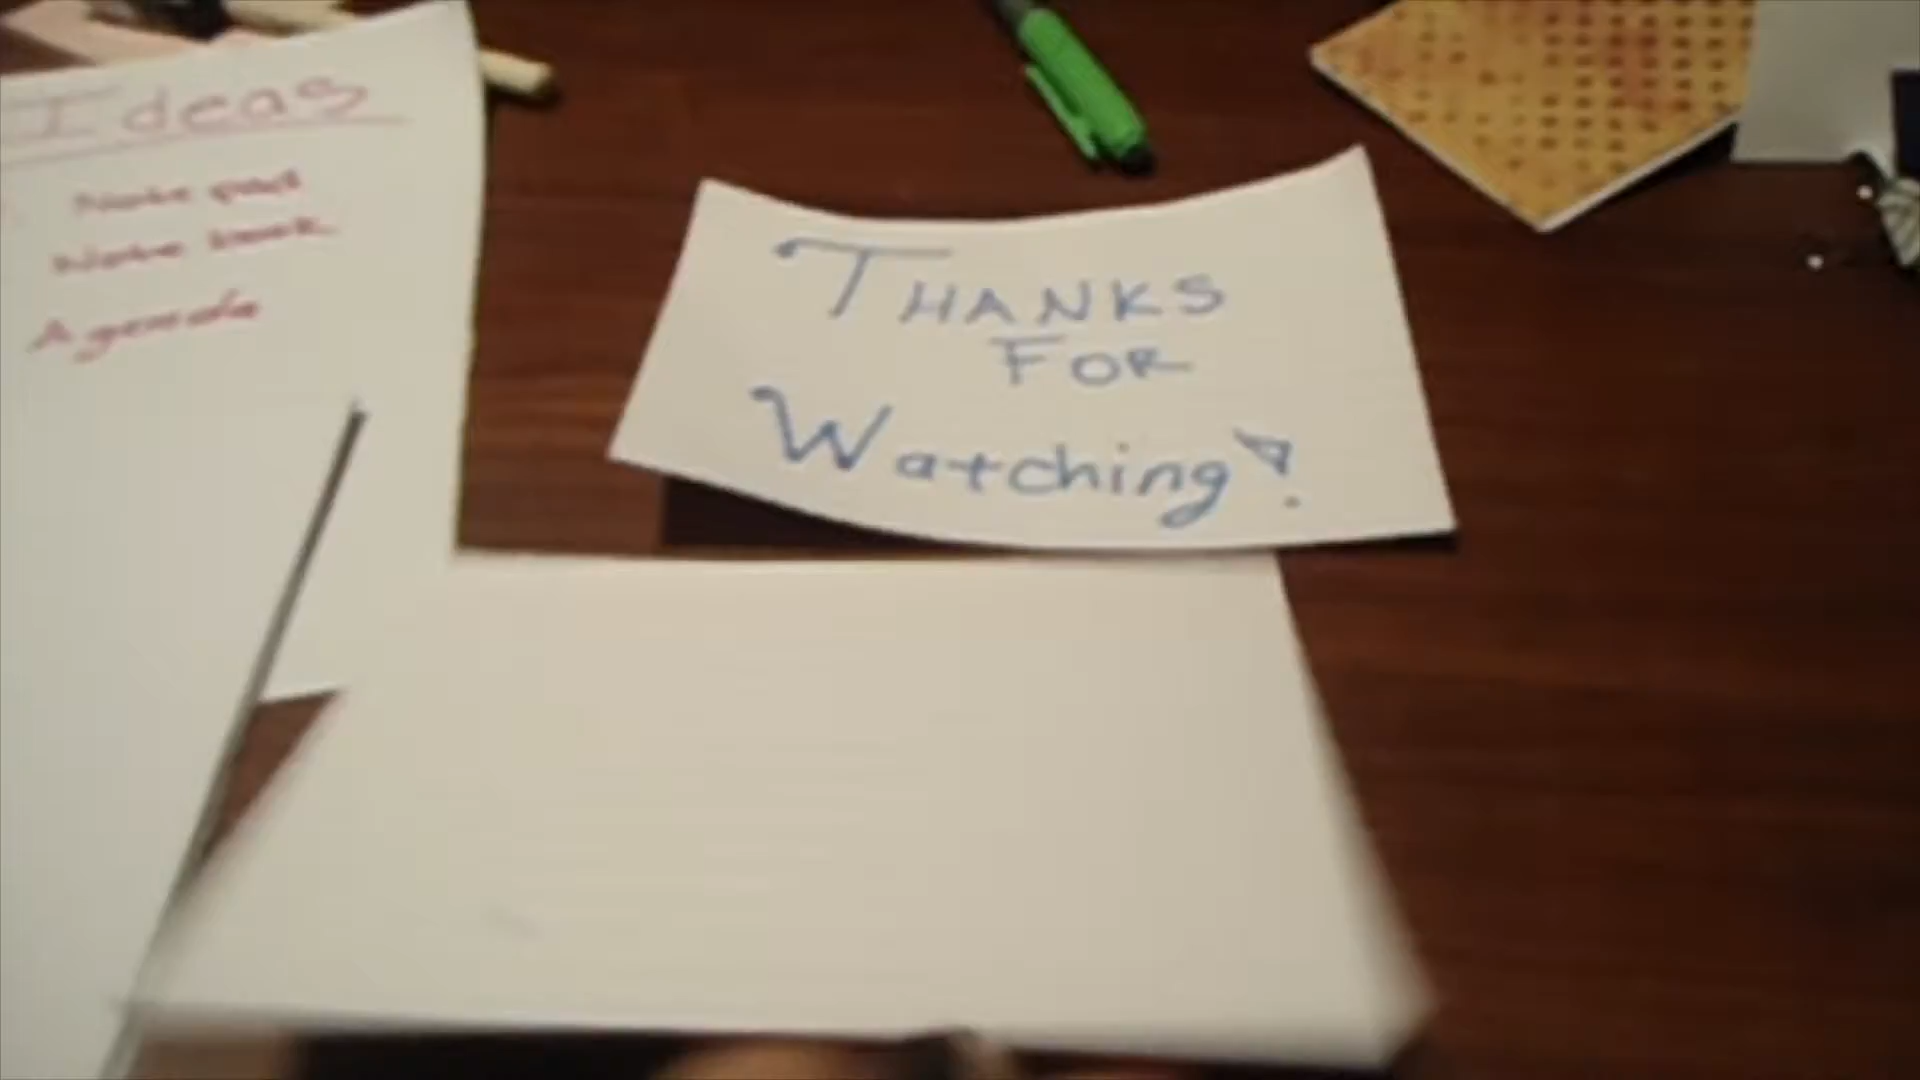 Ideas
Note pad
Note book
Agenda
THANKS
FOR
Watching!